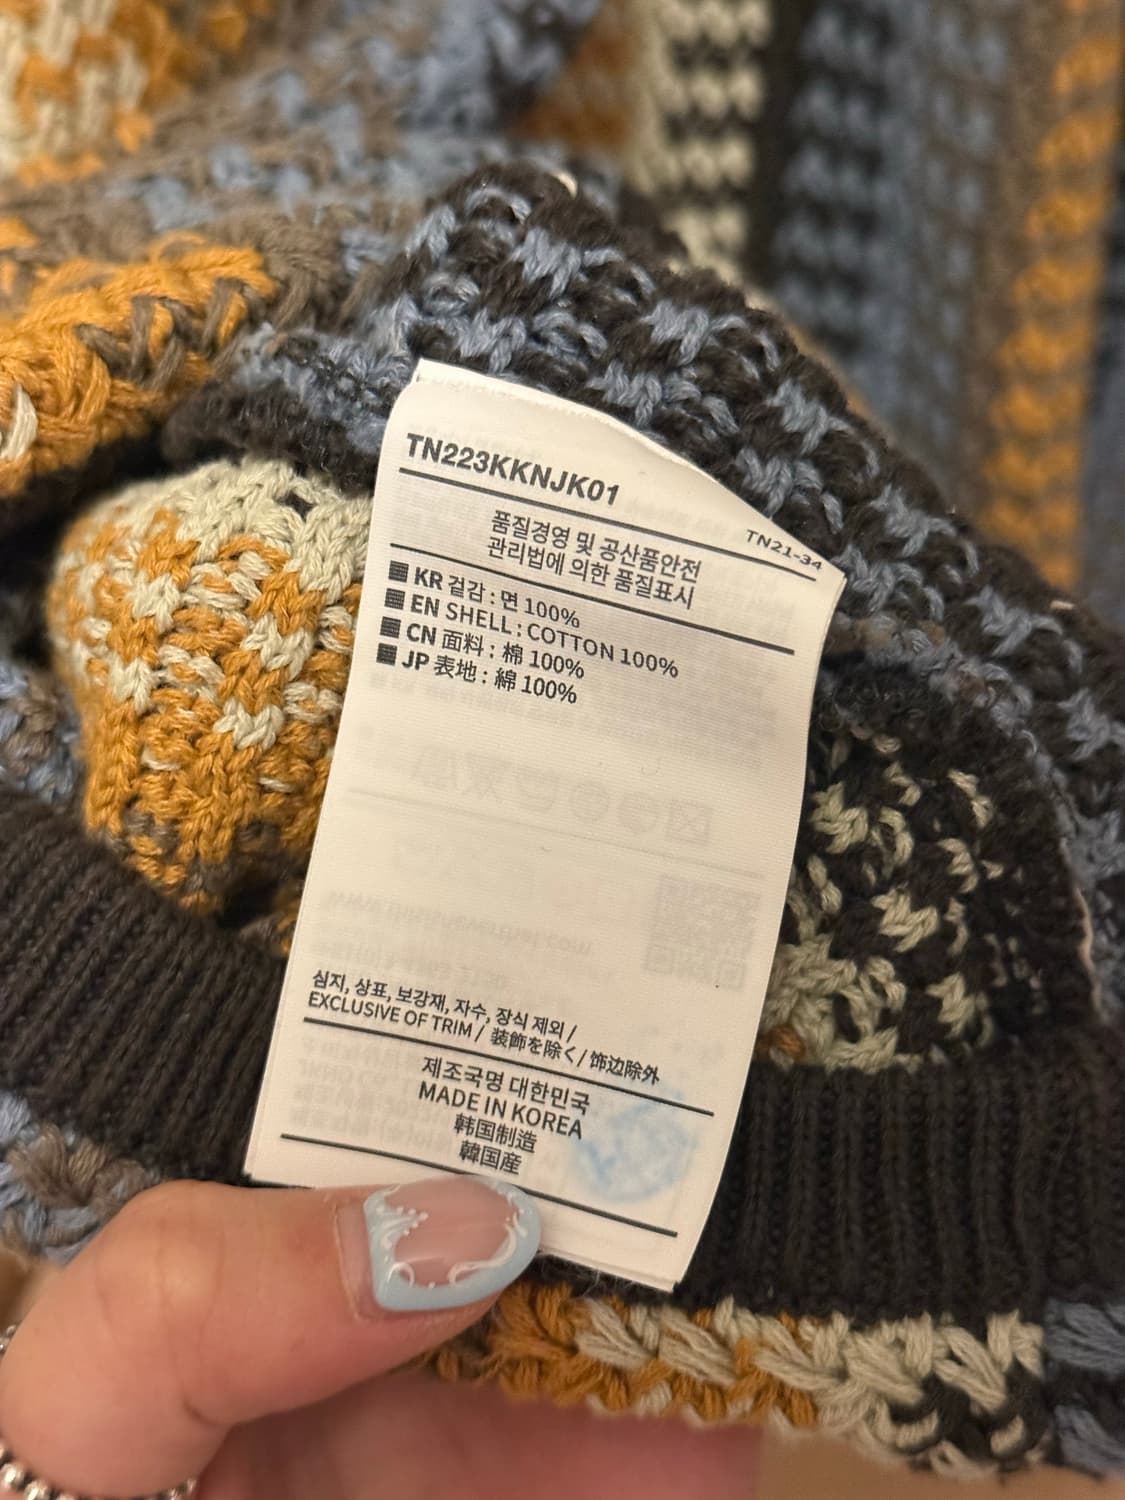 TN223KKNJK01
TN21-34
품질경영 및 공산품안전
관리법에 의한 품질표시
KR 겉감 : 면 100%
EN SHELL : COTTON 100%
CN 面料 : 棉 100%
JP 表地 : 綿 100%
심지, 상표, 보강재, 자수, 장식 제외 /
EXCLUSIVE OF TRIM / 装飾を除く / 饰边除外
제조국명 대한민국
MADE IN KOREA
韩国制造
韓国産